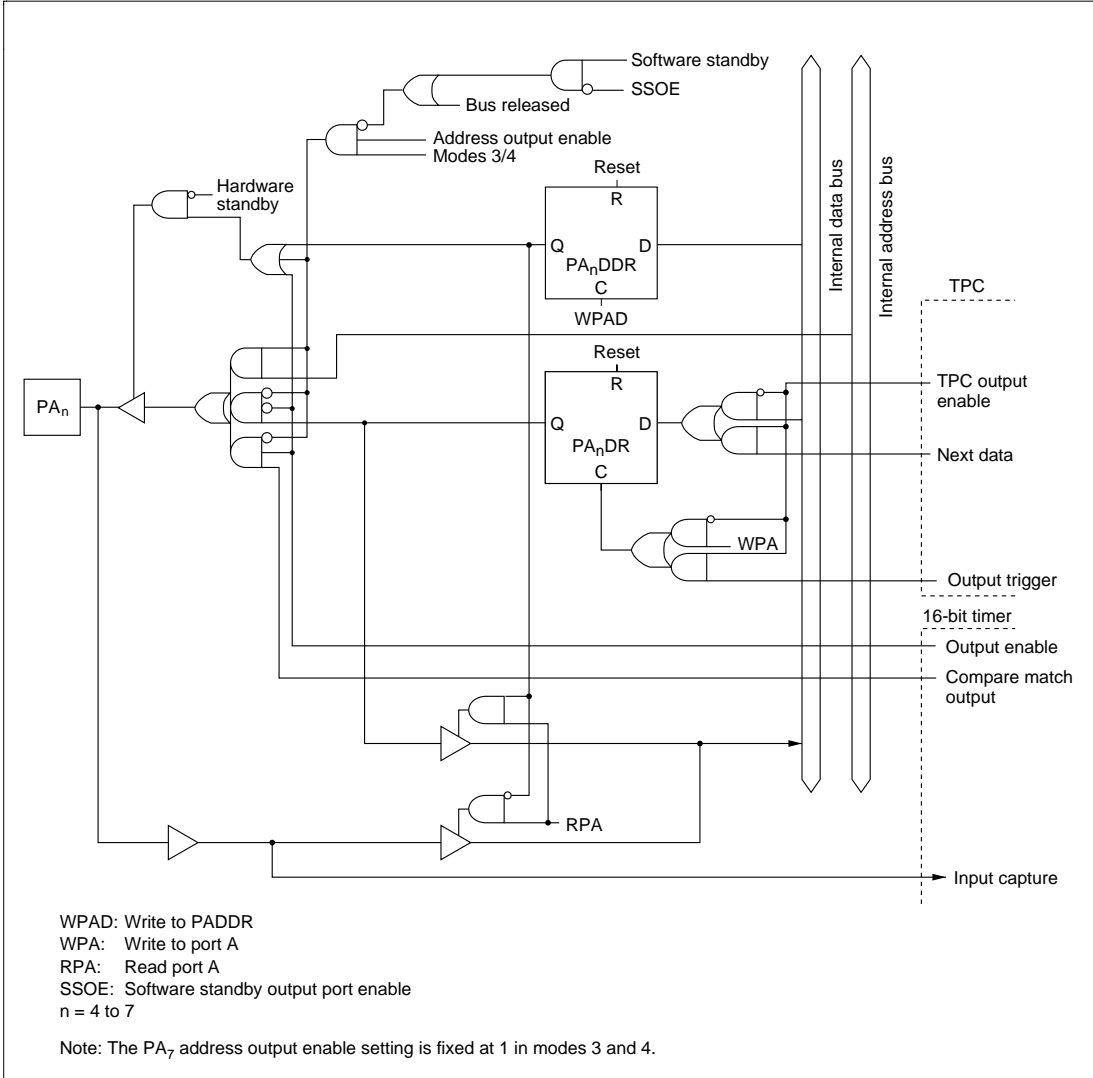 Software standby
SSOE
Bus released
Address output enable
Modes 3/4
Hardware
standby
Reset
R
Q
D
PAnDDR
C
WPAD
Internal data bus
Internal address bus
TPC
Reset
R
Q
D
PAnDR
C
PAn
TPC output
enable
Next data
WPA
Output trigger
16-bit timer
Output enable
Compare match
output
RPA
Input capture
WPAD: Write to PADDR
WPA: Write to port A
RPA: Read port A
SSOE: Software standby output port enable
n = 4 to 7
Note: The PA7 address output enable setting is fixed at 1 in modes 3 and 4.